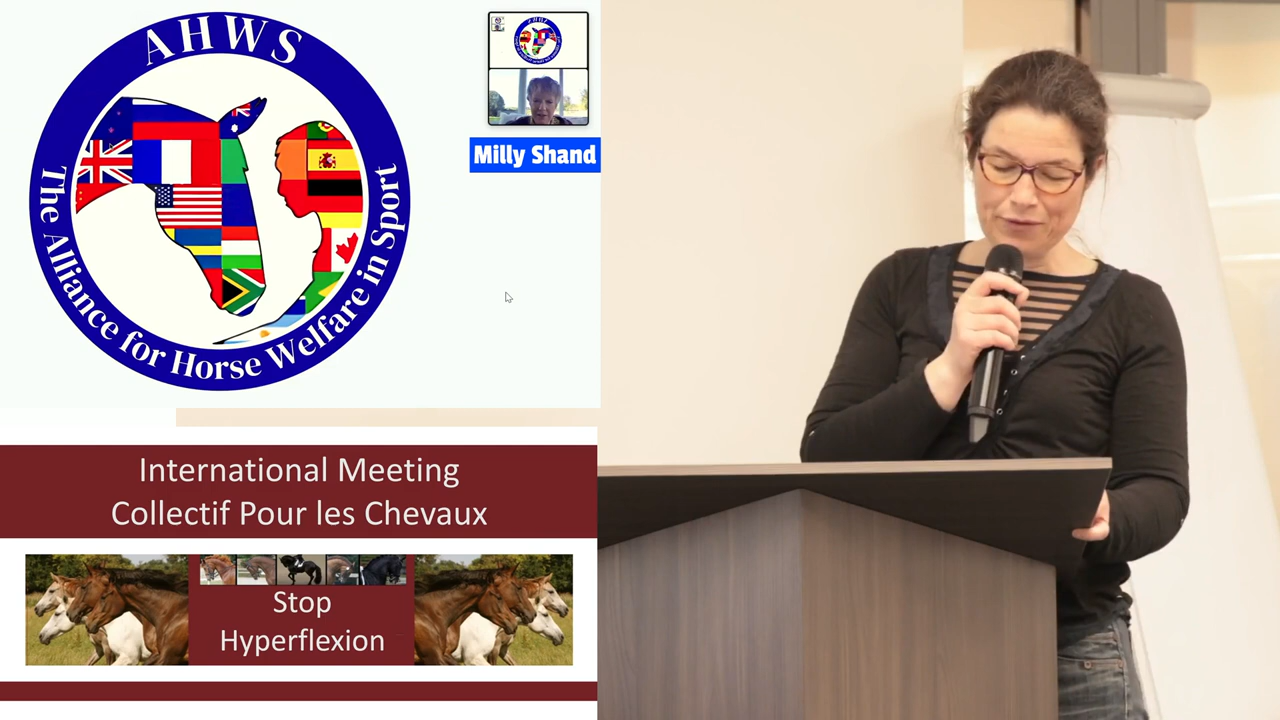 AHWS
The Alliance for Horse Welfare in Sport
Milly Shand
International Meeting
Collectif Pour les Chevaux
Stop
Hyperflexion